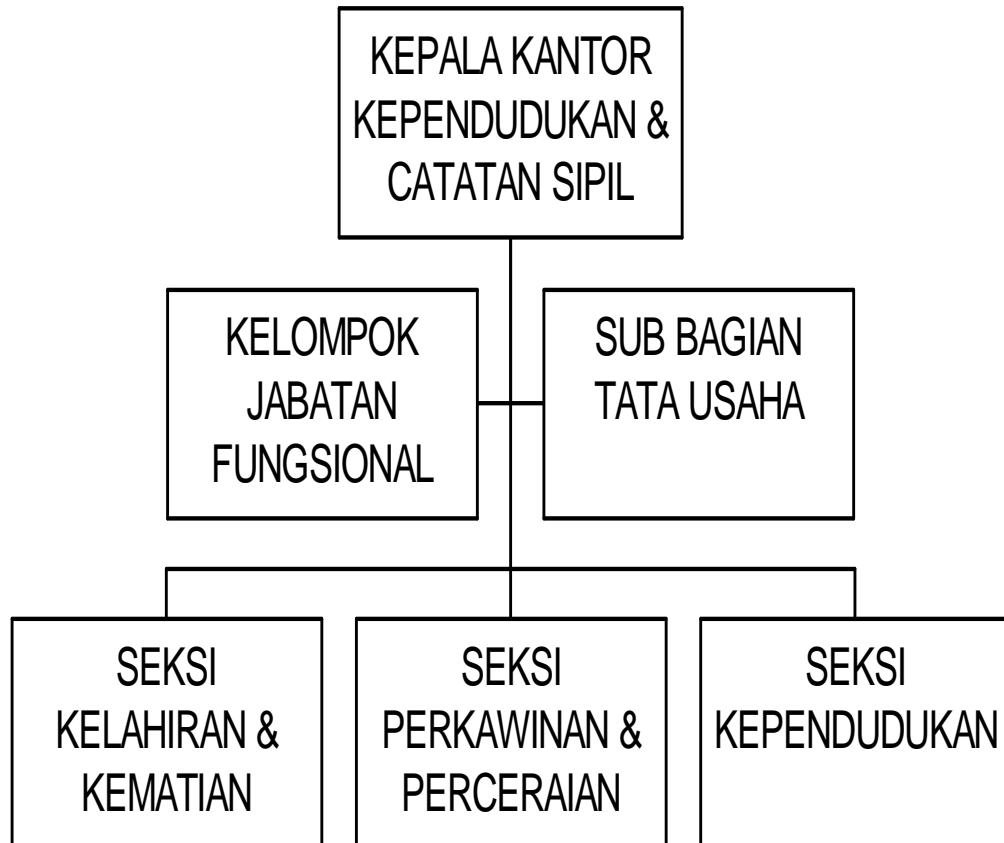 KEPALA KANTOR
KEPENDUDUKAN &
CATATAN SIPIL
KELOMPOK
JABATAN
FUNGSIONAL
SUB BAGIAN
TATA USAHA
SEKSI
KELAHIRAN &
KEMATIAN
SEKSI
PERKAWINAN &
PERCERAIAN
SEKSI
KEPENDUDUKAN